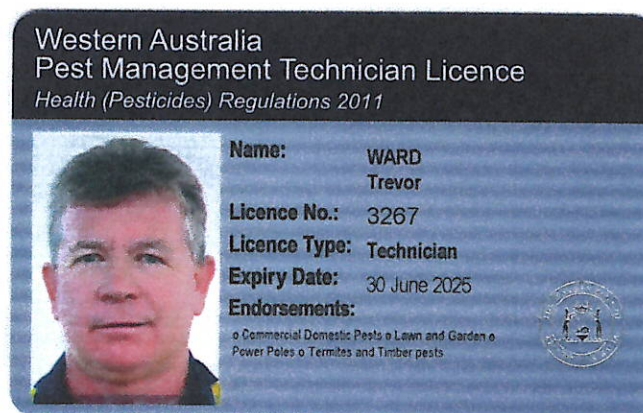 Western Australia
Pest Management Technician Licence
Health (Pesticides) Regulations 2011
Name: WARD
Trevor
Licence No.: 3267
Licence Type: Technician
Expiry Date: 30 June 2025
Endorsements:
o Commercial Domestic Pests o Lawn and Garden o
Power Poles o Termites and Timber pests